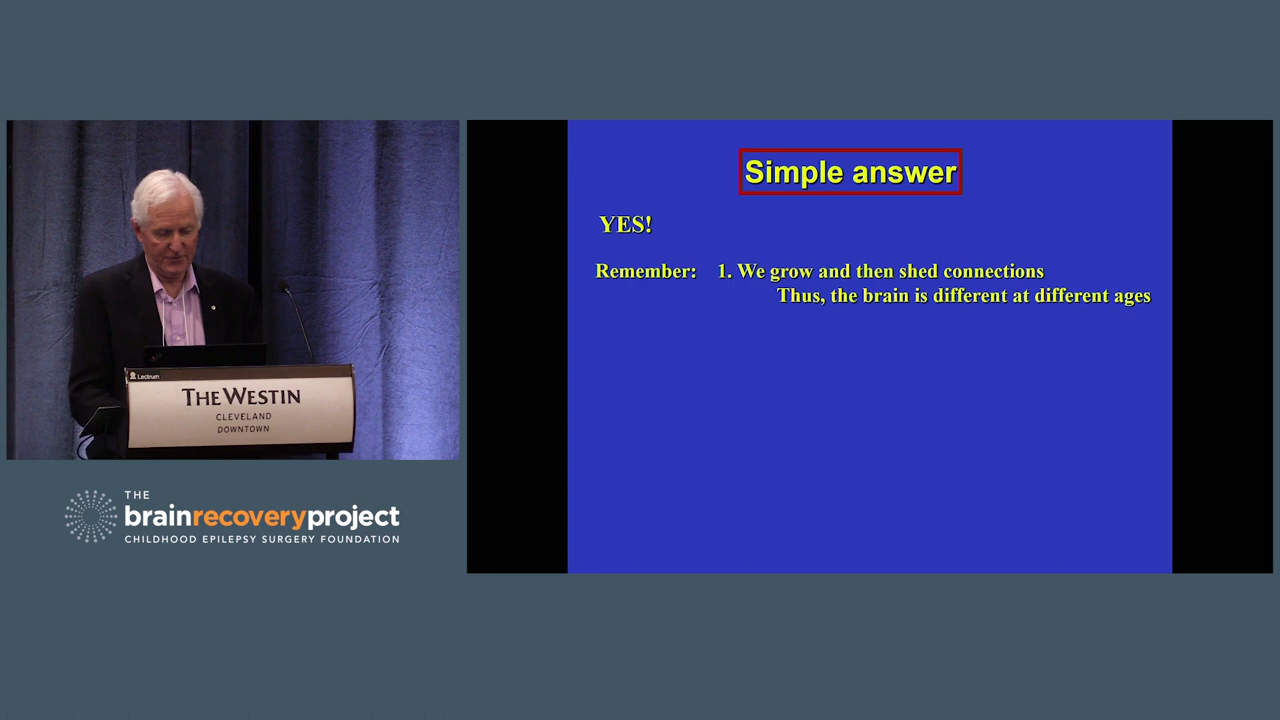 Simple answer
YES!
Remember: 1. We grow and then shed connections
Thus, the brain is different at different ages
Lectrum
THE WESTIN
CLEVELAND
DOWNTOWN
THE
brainrecoveryproject
CHILDHOOD EPILEPSY SURGERY FOUNDATION